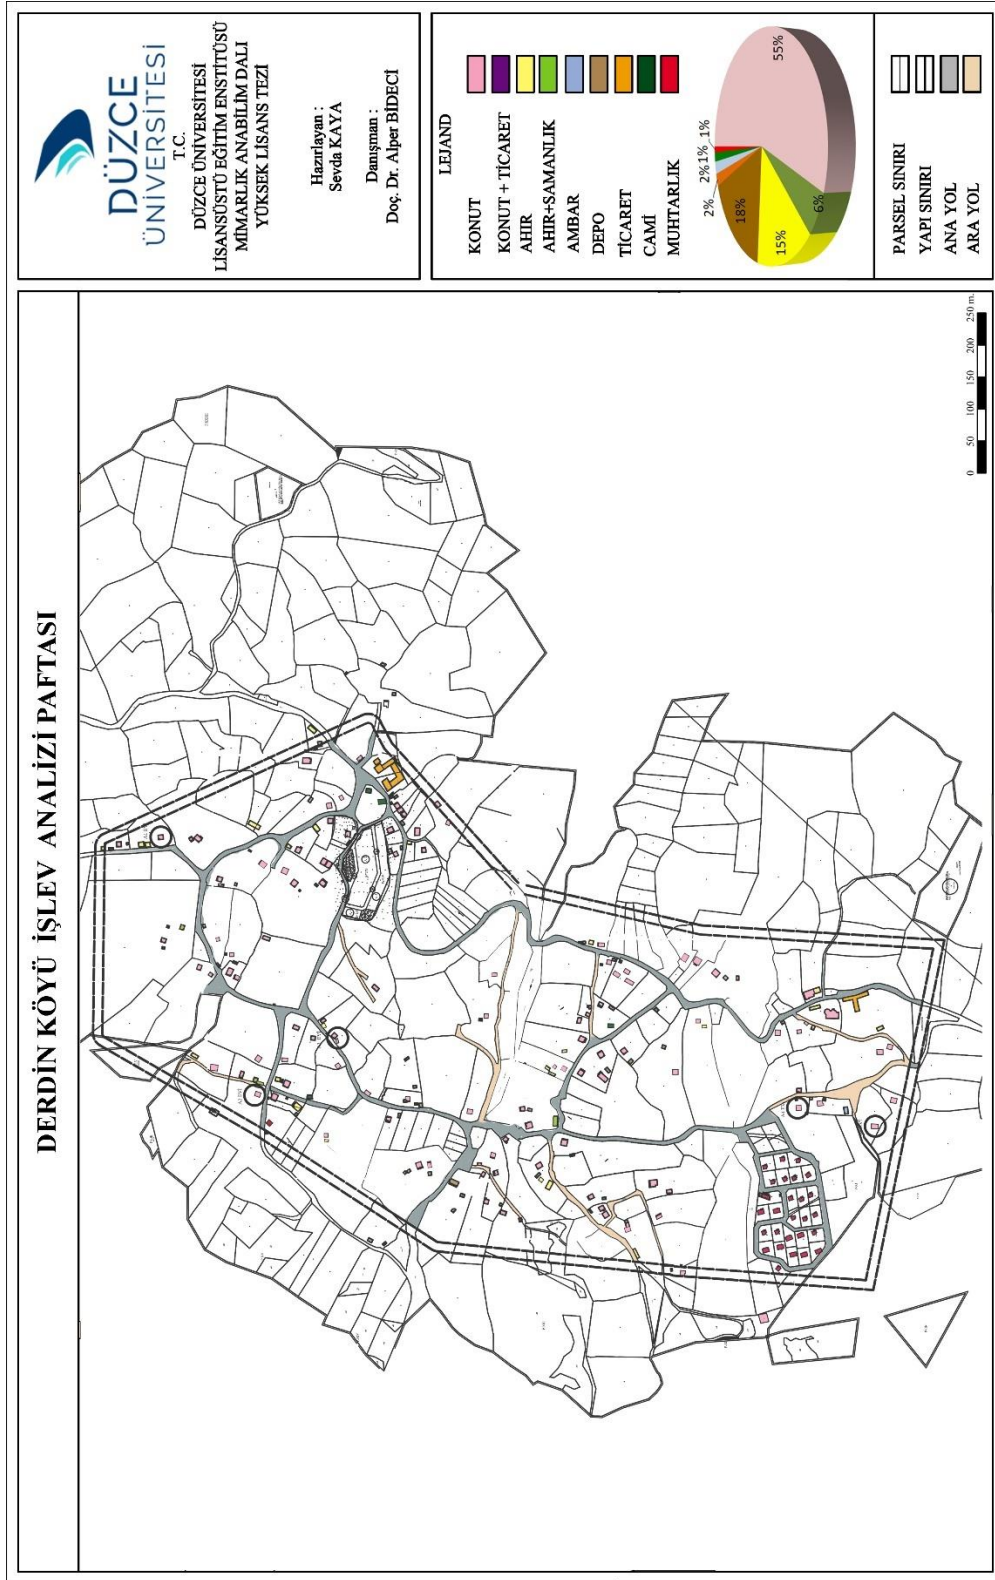 DERDİN KÖYÜ İŞLEV ANALİZİ PAFTASI
DÜZCE
ÜNİVERSİTESİ
T.C.
DÜZCE ÜNİVERSİTESİ
LİSANSÜSTÜ EĞİTİM ENSTİTÜSÜ
MİMARLIK ANABİLİM DALI
YÜKSEK LİSANS TEZİ
Hazırlayan :
Sevda KAYA
Danışman :
Doç. Dr. Alper BİDECİ
LEJAND
KONUT
KONUT + TİCARET
AHIR
AHIR+SAMANLIK
AMBAR
DEPO
TİCARET
CAMİ
MUHTARLIK
2%
2%
1%
1%
18%
15%
6%
55%
PARSEL SINIRI
YAPI SINIRI
ANA YOL
ARA YOL
0 50 100 150 200 250 m.